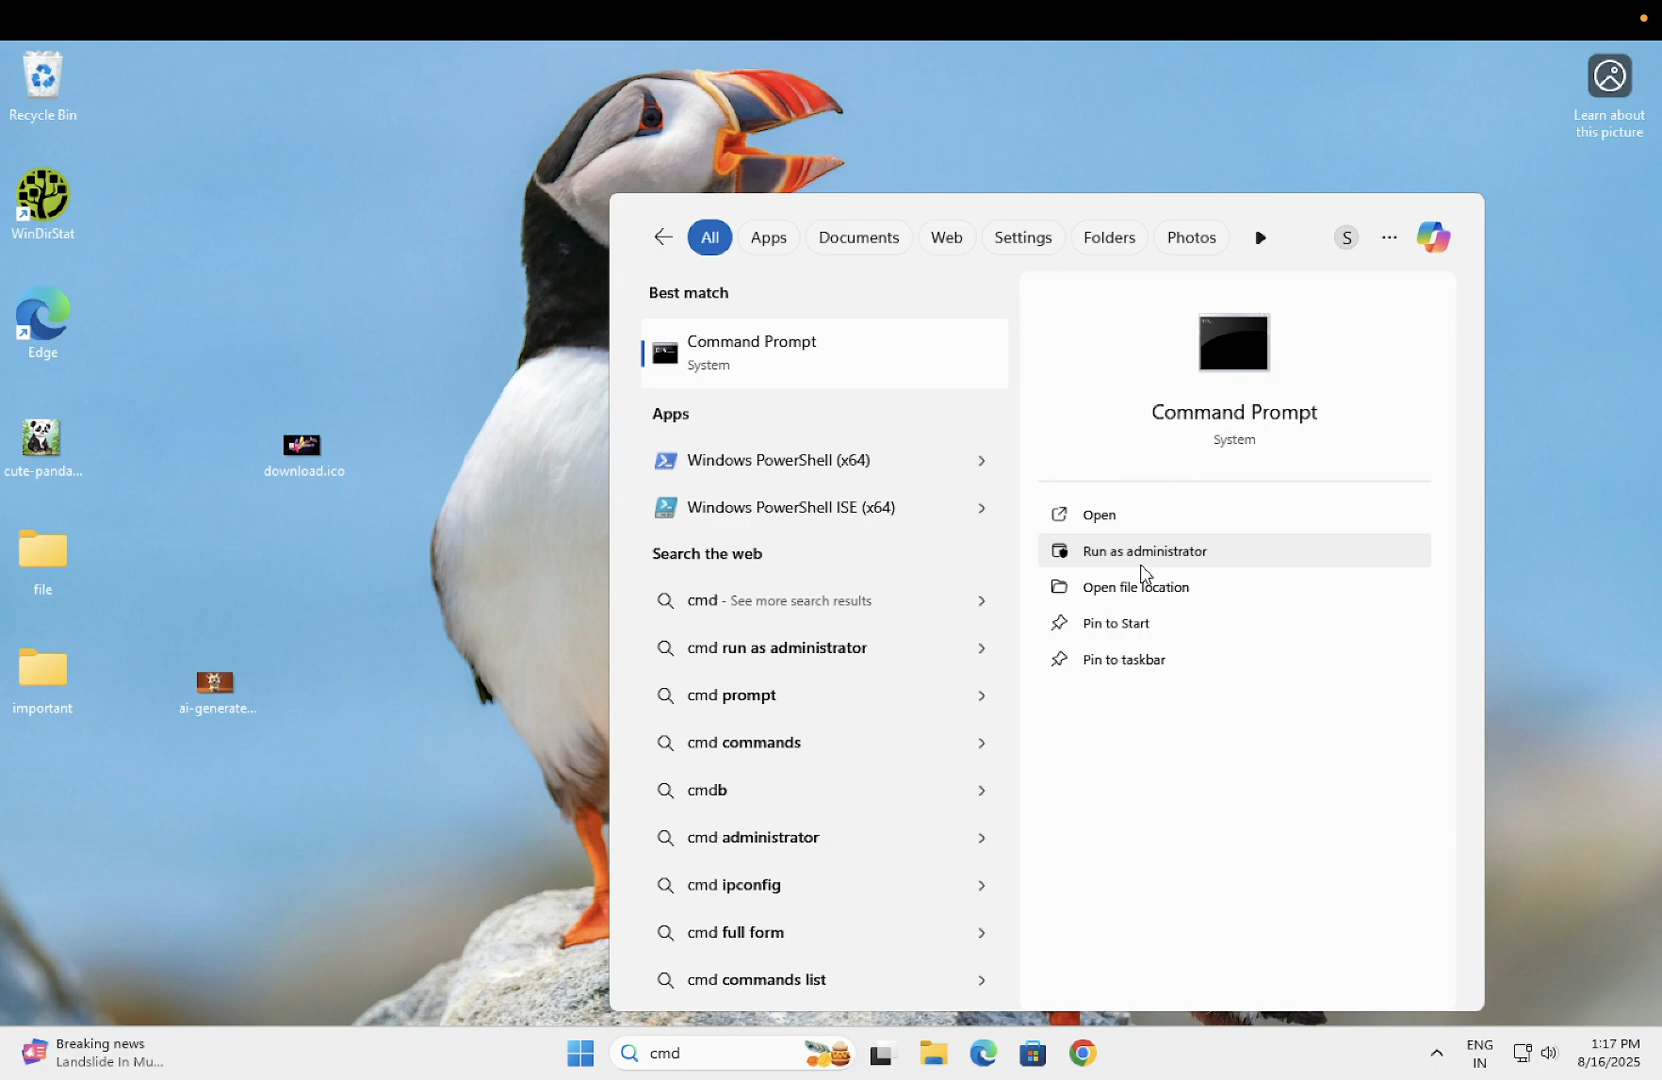 Recycle Bin
WinDirStat
Edge
cute-panda...
download.ico
file
important
ai-generate...
Learn about
this picture
All
Apps
Documents
Web
Settings
Folders
Photos
S
Best match
Command Prompt
System
Apps
Windows PowerShell (x64)
Windows PowerShell ISE (x64)
Search the web
cmd - See more search results
cmd run as administrator
cmd prompt
cmd commands
cmdb
cmd administrator
cmd ipconfig
cmd full form
cmd commands list
Command Prompt
System
Open
Run as administrator
Open file location
Pin to Start
Pin to taskbar
Breaking news
Landslide In Mu...
cmd
ENG
IN
1:17 PM
8/16/2025